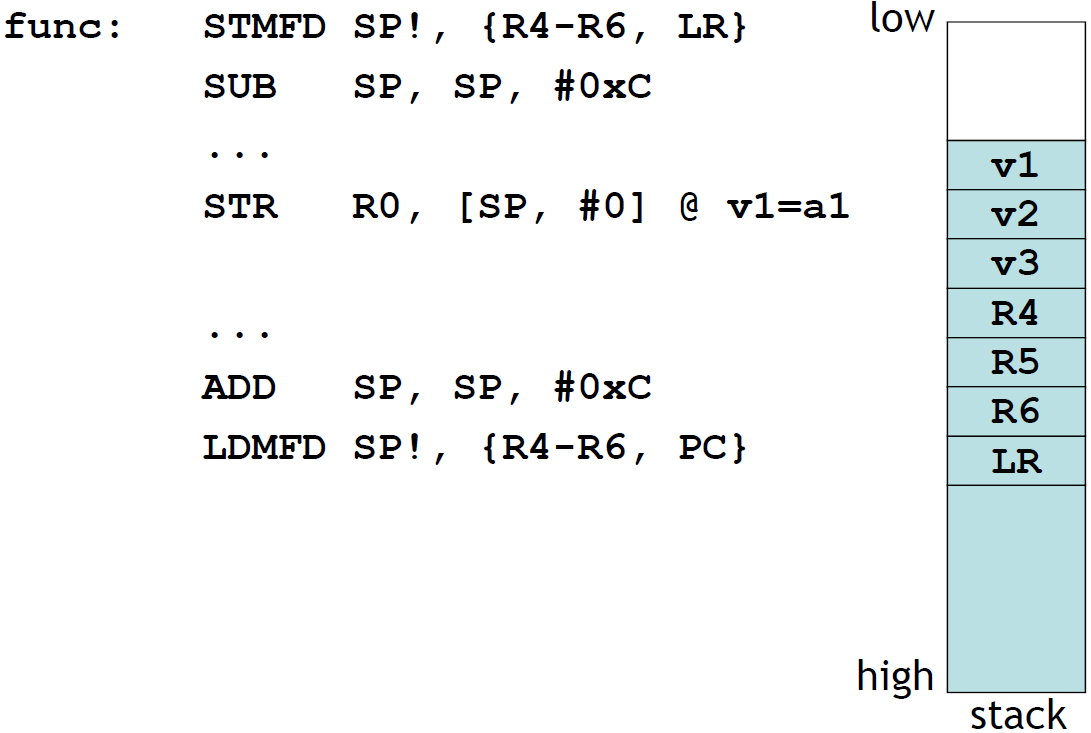 func: STMFD SP!, {R4-R6, LR}
SUB SP, SP, #0xC
...
STR R0, [SP, #0] @ v1=a1
...
ADD SP, SP, #0xC
LDMFD SP!, {R4-R6, PC}
low
v1
v2
v3
R4
R5
R6
LR
high
stack